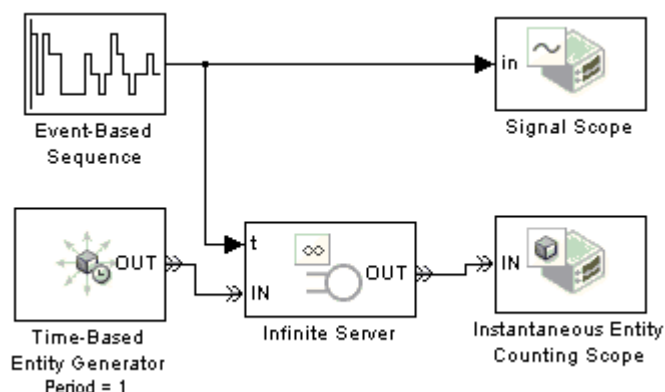 in
Event-Based
Sequence
Signal Scope
t
∞
OUT
IN
OUT
IN
Time-Based
Entity Generator
Period = 1
Infinite Server
Instantaneous Entity
Counting Scope